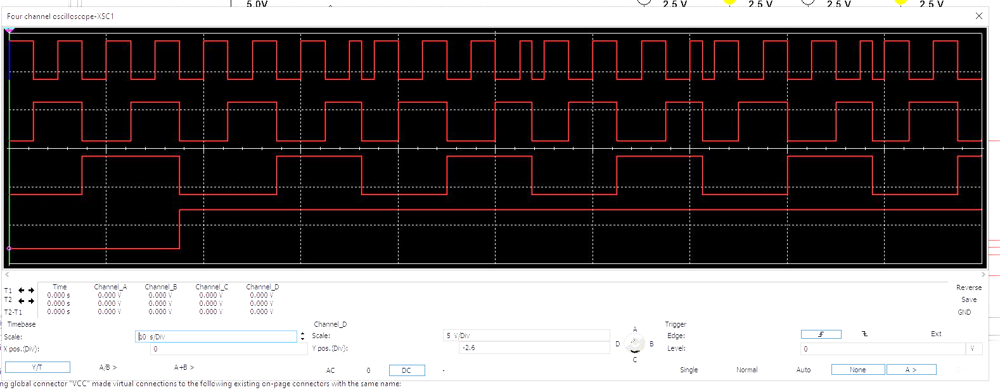 5.0V 2.5 V 2.5 V 2.5 V 2.5 V
Four channel oscilloscope-XSC1
Time Channel_A Channel_B Channel_C Channel_D Reverse
T1 0.000 s 0.000 V 0.000 V 0.000 V 0.000 V
T2 0.000 s 0.000 V 0.000 V 0.000 V 0.000 V Save
T2-T1 0.000 s 0.000 V 0.000 V 0.000 V 0.000 V GND
Timebase Channel_D Trigger
Scale: 10 s/Div Scale: 5 V/Div A Edge: Ext
X pos.(Div): 0 Y pos.(Div): -2.6 D B Level: 0 V
C
Y/T A/B > A+B > AC 0 DC - Single Normal Auto None A >
ng global connector "VCC" made virtual connections to the following existing on-page connectors with the same name: